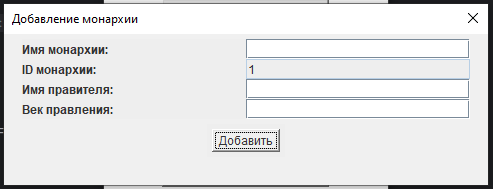 Добавление монархии
Имя монархии:
ID монархии: 1
Имя правителя:
Век правления:
Добавить